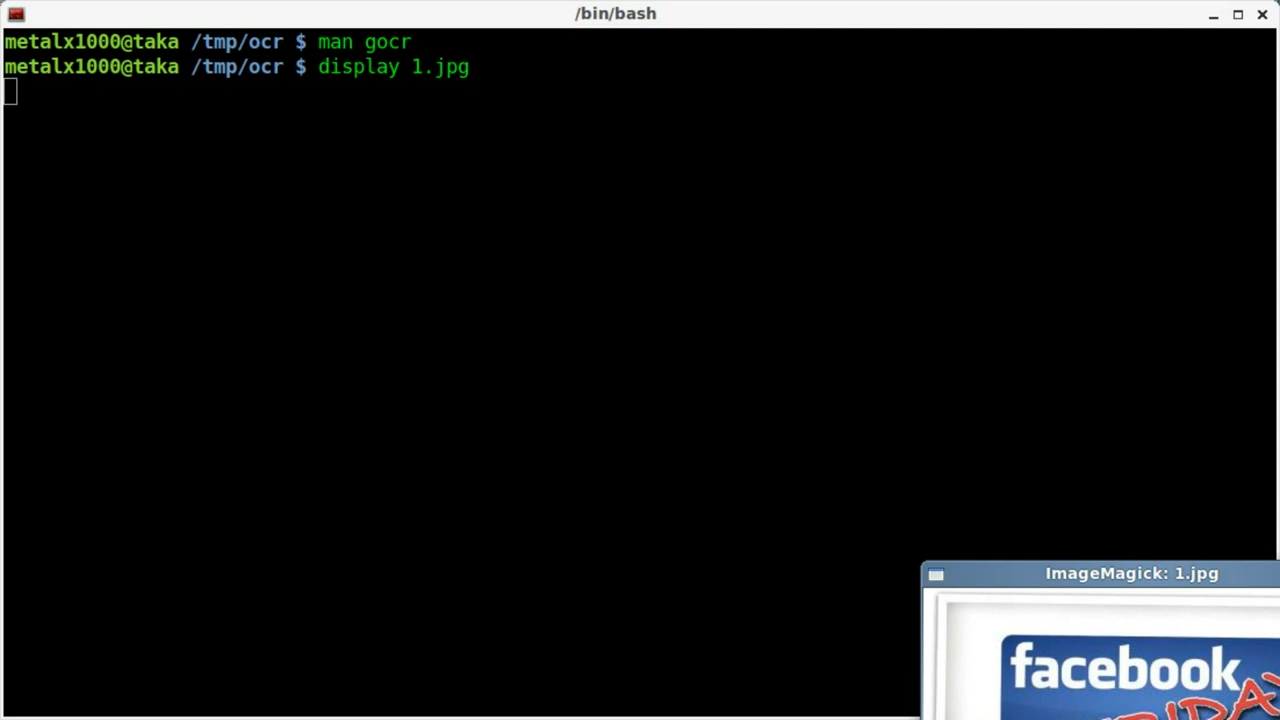 /bin/bash
metalx1000@taka /tmp/ocr $ man gocr
metalx1000@taka /tmp/ocr $ display 1.jpg
ImageMagick: 1.jpg
facebook